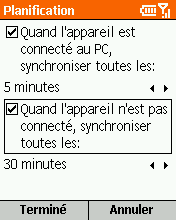 Planification
Quand l'appareil est
connecté au PC,
synchroniser toutes les:
5 minutes
Quand l'appareil n'est pas
connecté, synchroniser
toutes les:
30 minutes
Terminé Annuler